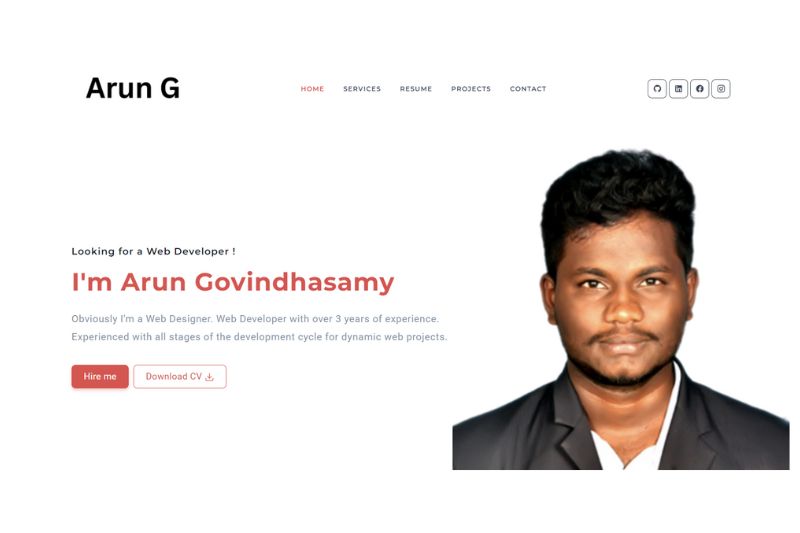 Arun G
HOME SERVICES RESUME PROJECTS CONTACT
Looking for a Web Developer !
I'm Arun Govindhasamy
Obviously I'm a Web Designer. Web Developer with over 3 years of experience.
Experienced with all stages of the development cycle for dynamic web projects.
Hire me Download CV